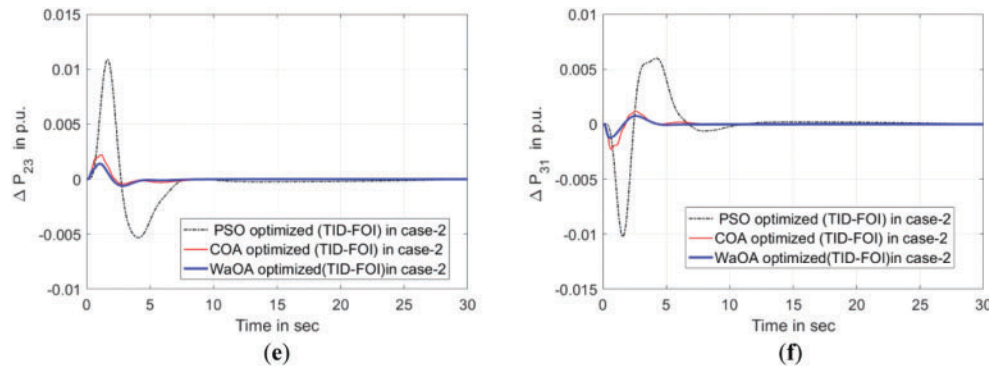 0.015
0.01
0.005
0
-0.005
-0.01
Δ P23 in p.u.
PSO optimized (TID-FOI) in case-2
COA optimized (TID-FOI) in case-2
WaOA optimized(TID-FOI)in case-2
0 5 10 15 20 25 30
Time in sec
(e)
0.01
0.005
0
-0.005
-0.01
-0.015
Δ P31 in p.u.
PSO optimized (TID-FOI) in case-2
COA optimized (TID-FOI) in case-2
WaOA optimized(TID-FOI)in case-2
0 5 10 15 20 25 30
Time in sec
(f)